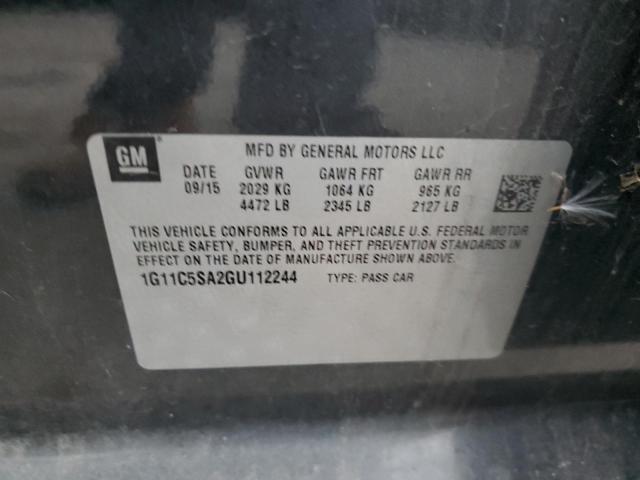 GM
MFD BY GENERAL MOTORS LLC
DATE GVWR GAWR FRT GAWR RR
09/15 2029 KG 1064 KG 965 KG
4472 LB 2345 LB 2127 LB
THIS VEHICLE CONFORMS TO ALL APPLICABLE U.S. FEDERAL MOTOR
VEHICLE SAFETY, BUMPER, AND THEFT PREVENTION STANDARDS IN
EFFECT ON THE DATE OF MANUFACTURE SHOWN ABOVE.
1G11C5SA2GU112244 TYPE: PASS CAR